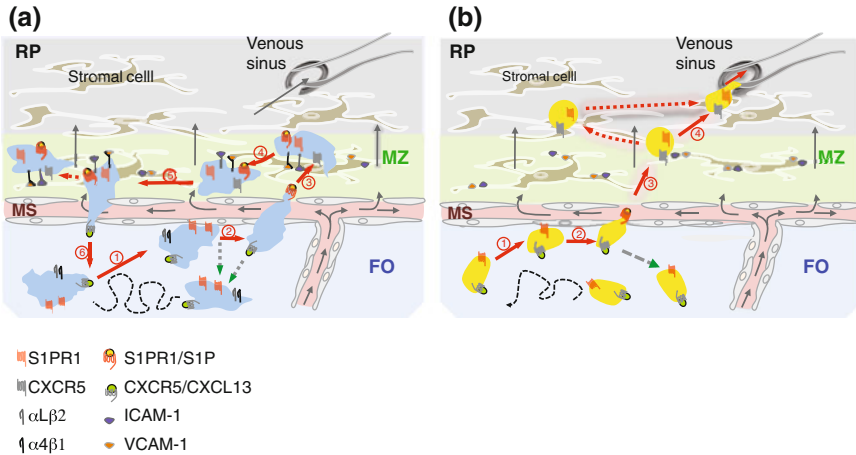 (a)
RP
Stromal celll
Venous
sinus
MZ
MS
FO
1
2
3
4
5
6
(b)
RP
Stromal celll
Venous
sinus
MZ
MS
FO
1
2
3
4
S1PR1
S1PR1/S1P
CXCR5
CXCR5/CXCL13
αLβ2
ICAM-1
α4β1
VCAM-1